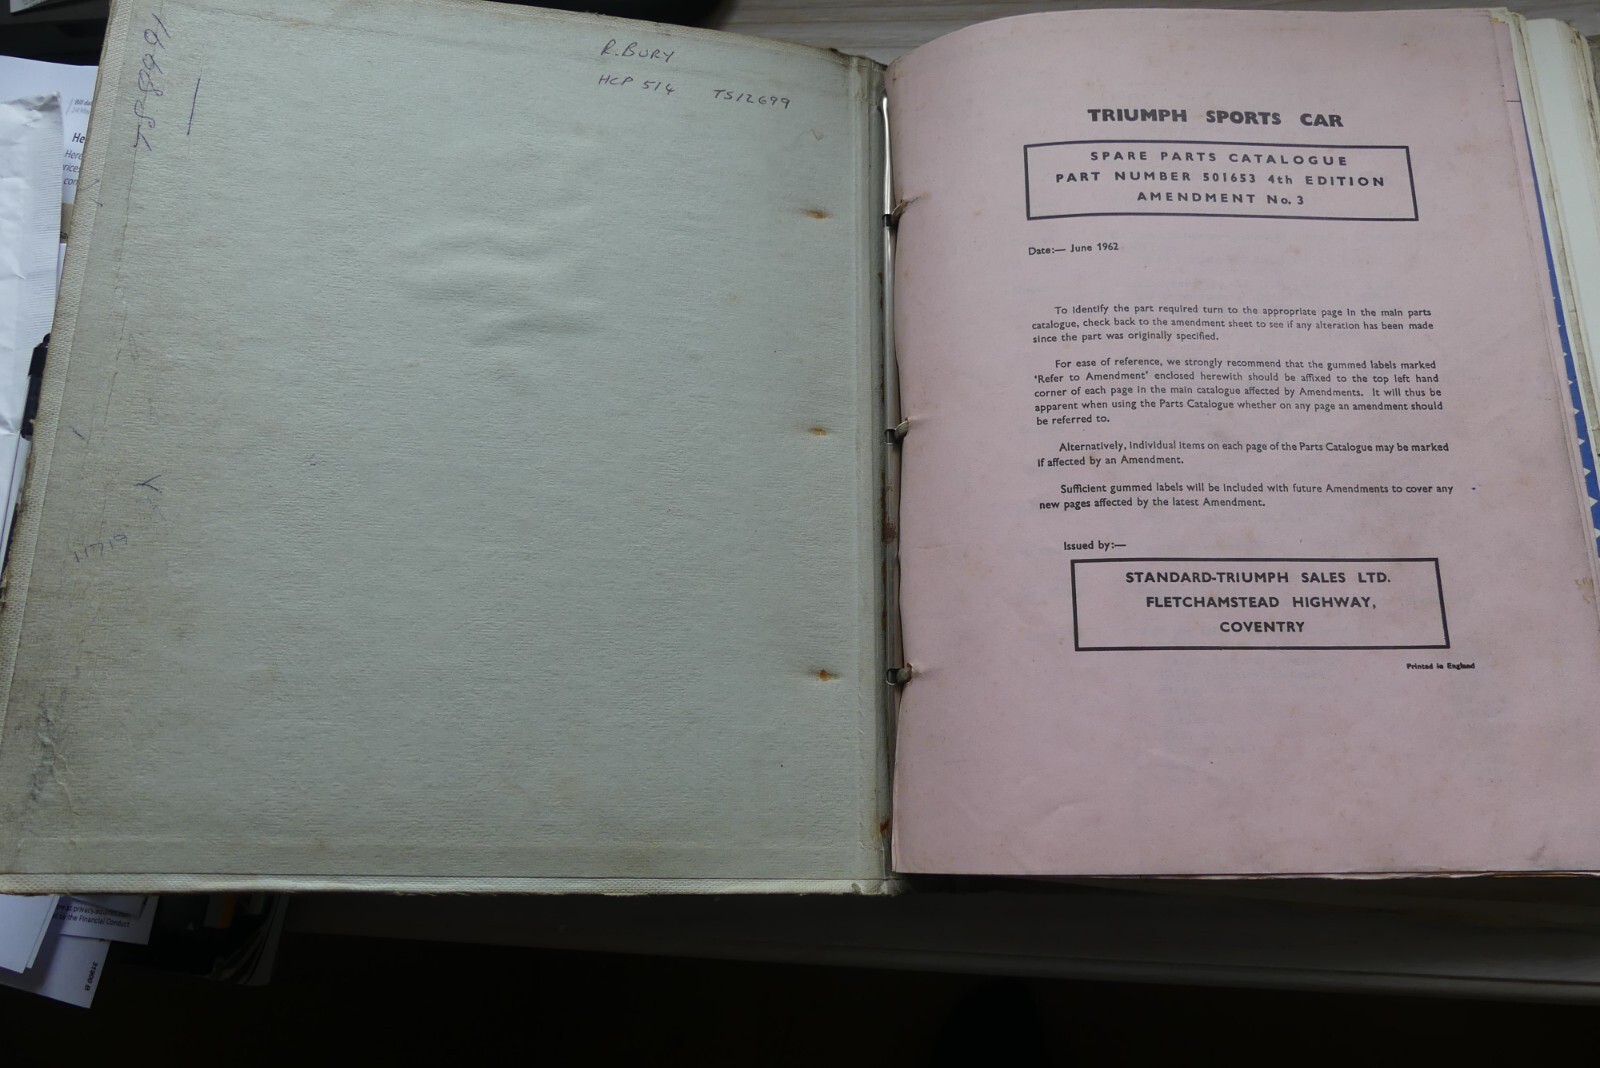 R. BURY
HCP 514 TS12699
TRIUMPH SPORTS CAR
SPARE PARTS CATALOGUE
PART NUMBER 501653 4th EDITION
AMENDMENT No. 3
Date:— June 1962
To identify the part required turn to the appropriate page in the main parts
catalogue, check back to the amendment sheet to see if any alteration has been made
since the part was originally specified.
For ease of reference, we strongly recommend that the gummed labels marked
‘Refer to Amendment’ enclosed herewith should be affixed to the top left hand
corner of each page in the main catalogue affected by Amendments. It will thus be
apparent when using the Parts Catalogue whether on any page an amendment should
be referred to.
Alternatively, individual items on each page of the Parts Catalogue may be marked
if affected by an Amendment.
Sufficient gummed labels will be included with future Amendments to cover any
new pages affected by the latest Amendment.
Issued by:—
STANDARD-TRIUMPH SALES LTD.
FLETCHAMSTEAD HIGHWAY,
COVENTRY
Printed in England
by the Financial Conduct